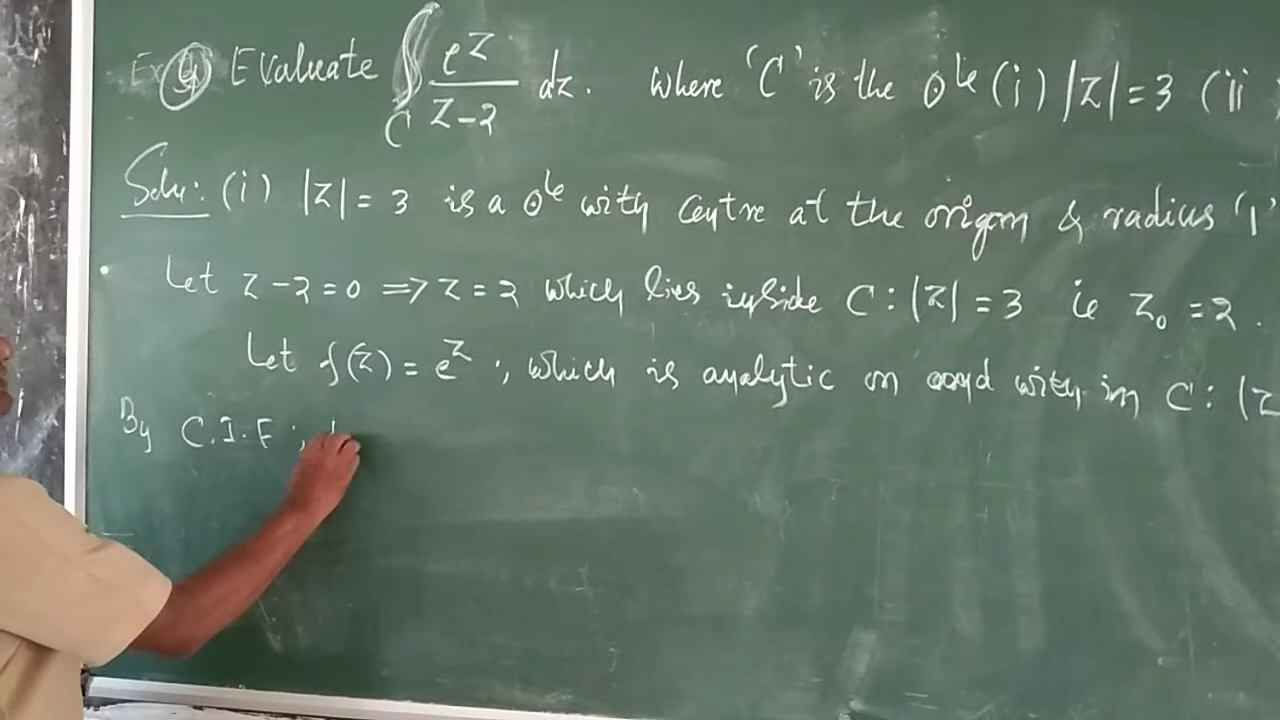 Ex ④ Evaluate ∮_C e^z/(z-2) dz. where 'C' is the ⊙le (i) |z|=3 (ii
Soln: (i) |z|=3 is a ⊙le with centre at the origin & radius '1'
Let z-2=0 ⇒ z=2 which lies inside C: |z|=3 ie z₀=2.
Let f(z)=e^z ;, which is analytic on and with in C: |z
By C.I.F ;